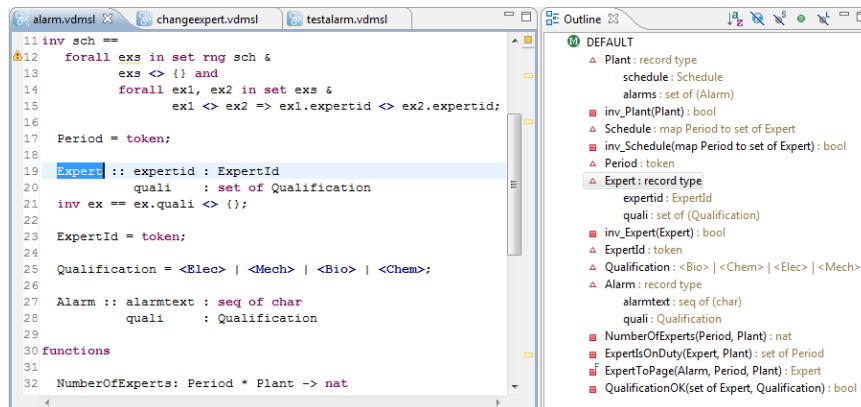 alarm.vdmsl changeexpert.vdmsl testalarm.vdmsl
11 inv sch ==
12 forall exs in set rng sch &
13 exs <> {} and
14 forall ex1, ex2 in set exs &
15 ex1 <> ex2 => ex1.expertid <> ex2.expertid;
16
17 Period = token;
18
19 Expert :: expertid : ExpertId
20 quali : set of Qualification
21 inv ex == ex.quali <> {};
22
23 ExpertId = token;
24
25 Qualification = <Elec> | <Mech> | <Bio> | <Chem>;
26
27 Alarm :: alarmtext : seq of char
28 quali : Qualification
29
30 functions
31
32 NumberOfExperts: Period * Plant -> nat
Outline
DEFAULT
Plant : record type
schedule : Schedule
alarms : set of (Alarm)
inv_Plant(Plant) : bool
Schedule : map Period to set of Expert
inv_Schedule(map Period to set of Expert) : bool
Period : token
Expert : record type
expertid : ExpertId
quali : set of (Qualification)
inv_Expert(Expert) : bool
ExpertId : token
Qualification : <Bio> | <Chem> | <Elec> | <Mech>
Alarm : record type
alarmtext : seq of (char)
quali : Qualification
NumberOfExperts(Period, Plant) : nat
ExpertIsOnDuty(Expert, Plant) : set of Period
ExpertToPage(Alarm, Period, Plant) : Expert
QualificationOK(set of Expert, Qualification) : bool